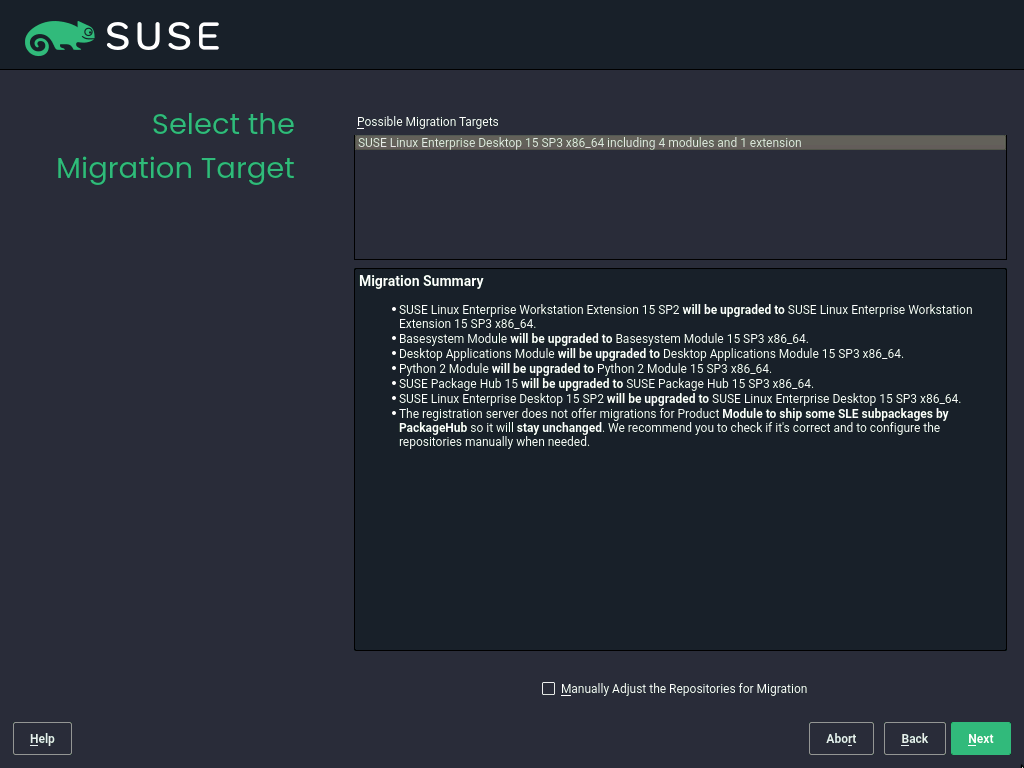 SUSE
Select the
Migration Target
Possible Migration Targets
SUSE Linux Enterprise Desktop 15 SP3 x86_64 including 4 modules and 1 extension
Migration Summary
• SUSE Linux Enterprise Workstation Extension 15 SP2 will be upgraded to SUSE Linux Enterprise Workstation
Extension 15 SP3 x86_64.
• Basesystem Module will be upgraded to Basesystem Module 15 SP3 x86_64.
• Desktop Applications Module will be upgraded to Desktop Applications Module 15 SP3 x86_64.
• Python 2 Module will be upgraded to Python 2 Module 15 SP3 x86_64.
• SUSE Package Hub 15 will be upgraded to SUSE Package Hub 15 SP3 x86_64.
• SUSE Linux Enterprise Desktop 15 SP2 will be upgraded to SUSE Linux Enterprise Desktop 15 SP3 x86_64.
• The registration server does not offer migrations for Product Module to ship some SLE subpackages by
PackageHub so it will stay unchanged. We recommend you to check if it's correct and to configure the
repositories manually when needed.
Manually Adjust the Repositories for Migration
Help Abort Back Next